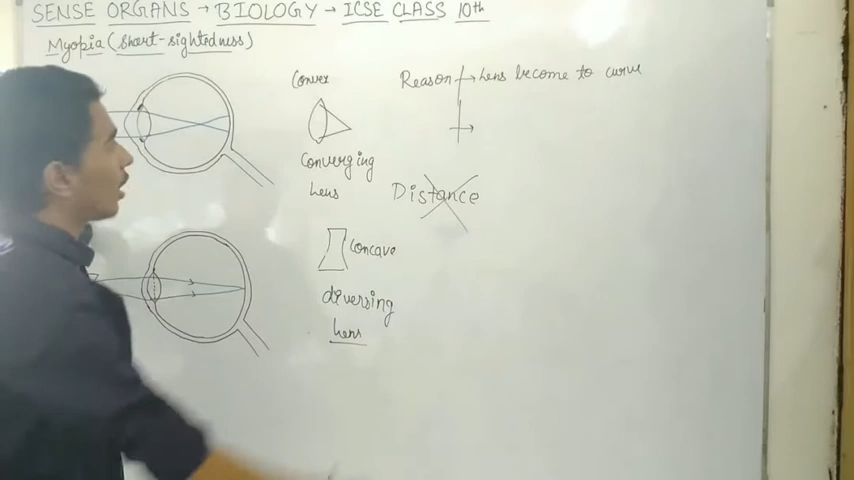 SENSE ORGANS → BIOLOGY → ICSE CLASS 10th
Myopia (Short-sightedness)
Convex
Converging
Lens
Reason → Lens become to curve
Distance
Concave
diversing
Lens